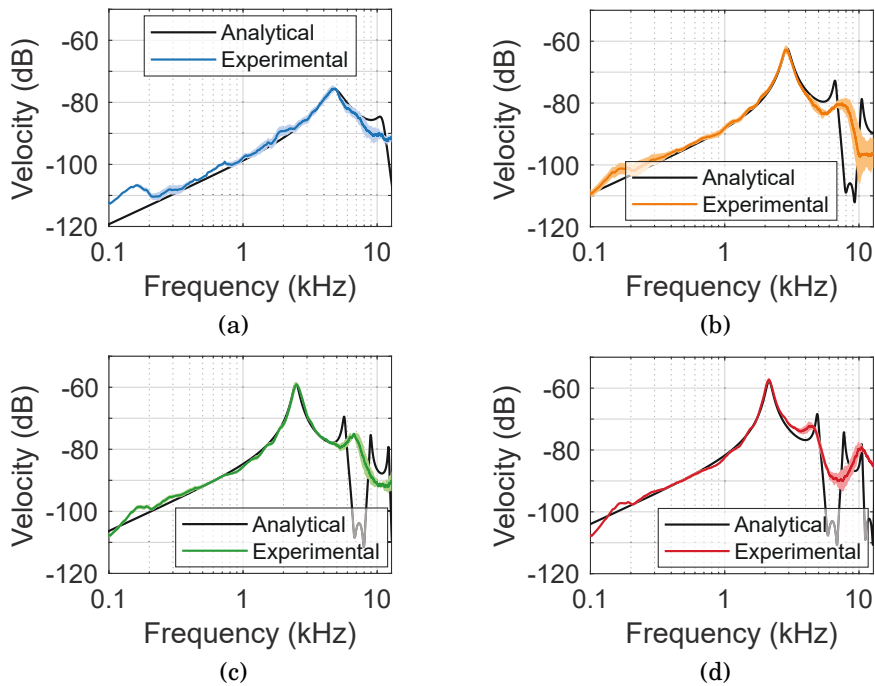 Velocity (dB)
-60
-80
-100
-120
Analytical
Experimental
0.1
1
10
Frequency (kHz)
(a)
Velocity (dB)
-60
-80
-100
-120
Analytical
Experimental
0.1
1
10
Frequency (kHz)
(b)
Velocity (dB)
-60
-80
-100
-120
Analytical
Experimental
0.1
1
10
Frequency (kHz)
(c)
Velocity (dB)
-60
-80
-100
-120
Analytical
Experimental
0.1
1
10
Frequency (kHz)
(d)